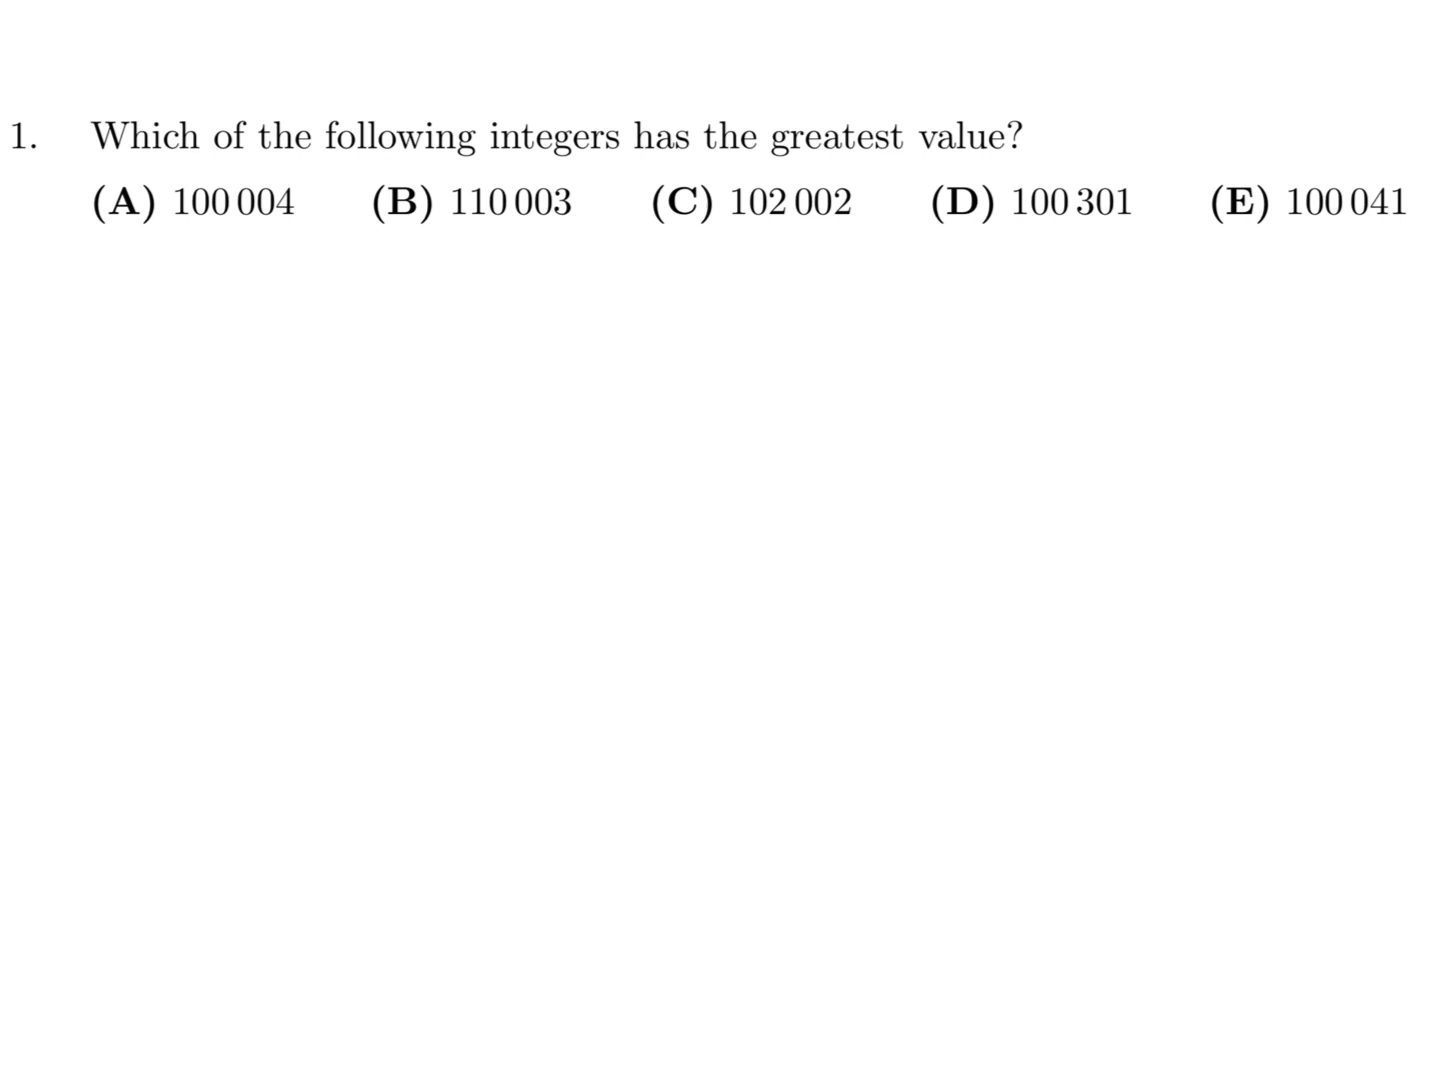 1. Which of the following integers has the greatest value?
(A) 100 004 (B) 110 003 (C) 102 002 (D) 100 301 (E) 100 041